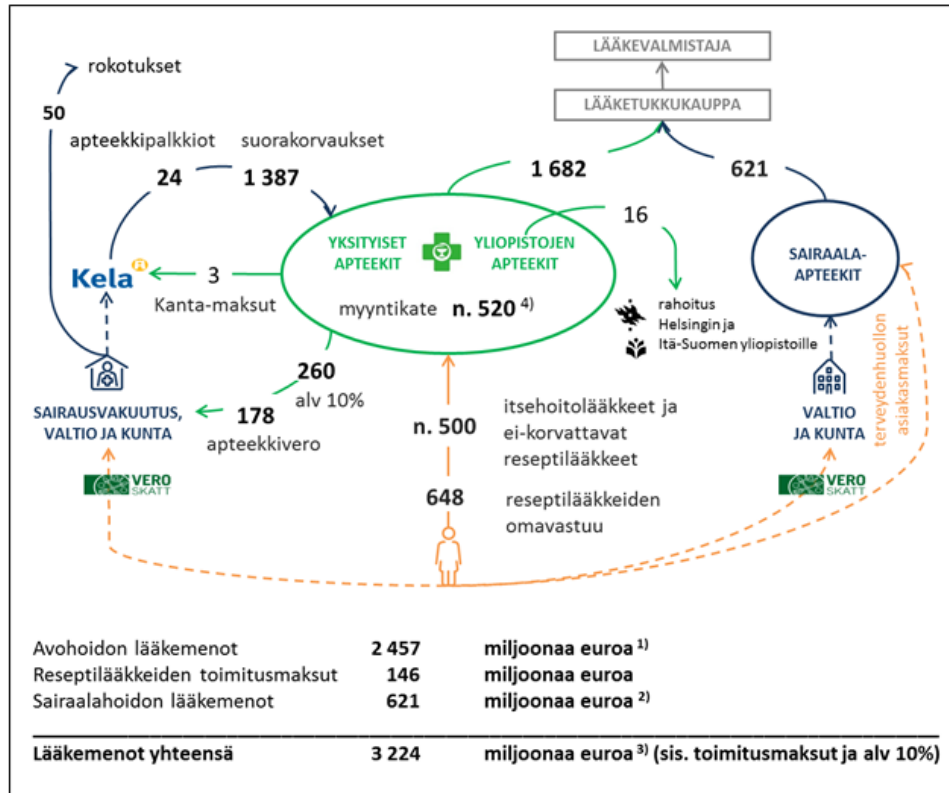 LÄÄKEVALMISTAJA
LÄÄKETUKKUKAUPPA
rokotukset
50
apteekkipalkkiot
suorakorvaukset
24
1 387
1 682
621
16
YKSITYISET
APTEEKIT
YLIOPISTOJEN
APTEEKIT
SAIRAALA-
APTEEKIT
Kela
3
Kanta-maksut
myyntikate n. 520 4)
rahoitus
Helsingin ja
Itä-Suomen yliopistoille
260
alv 10%
178
apteekkivero
SAIRAUSVAKUUTUS,
VALTIO JA KUNTA
n. 500
itsehoitolääkkeet ja
ei-korvattavat
reseptilääkkeet
VALTIO
JA KUNTA
terveydenhuollon
asiakasmaksut
VERO
SKATT
648
reseptilääkkeiden
omavastuu
VERO
SKATT
Avohoidon lääkemenot 2 457 miljoonaa euroa 1)
Reseptilääkkeiden toimitusmaksut 146 miljoonaa euroa
Sairaalahoidon lääkemenot 621 miljoonaa euroa 2)
Lääkemenot yhteensä 3 224 miljoonaa euroa 3) (sis. toimitusmaksut ja alv 10%)